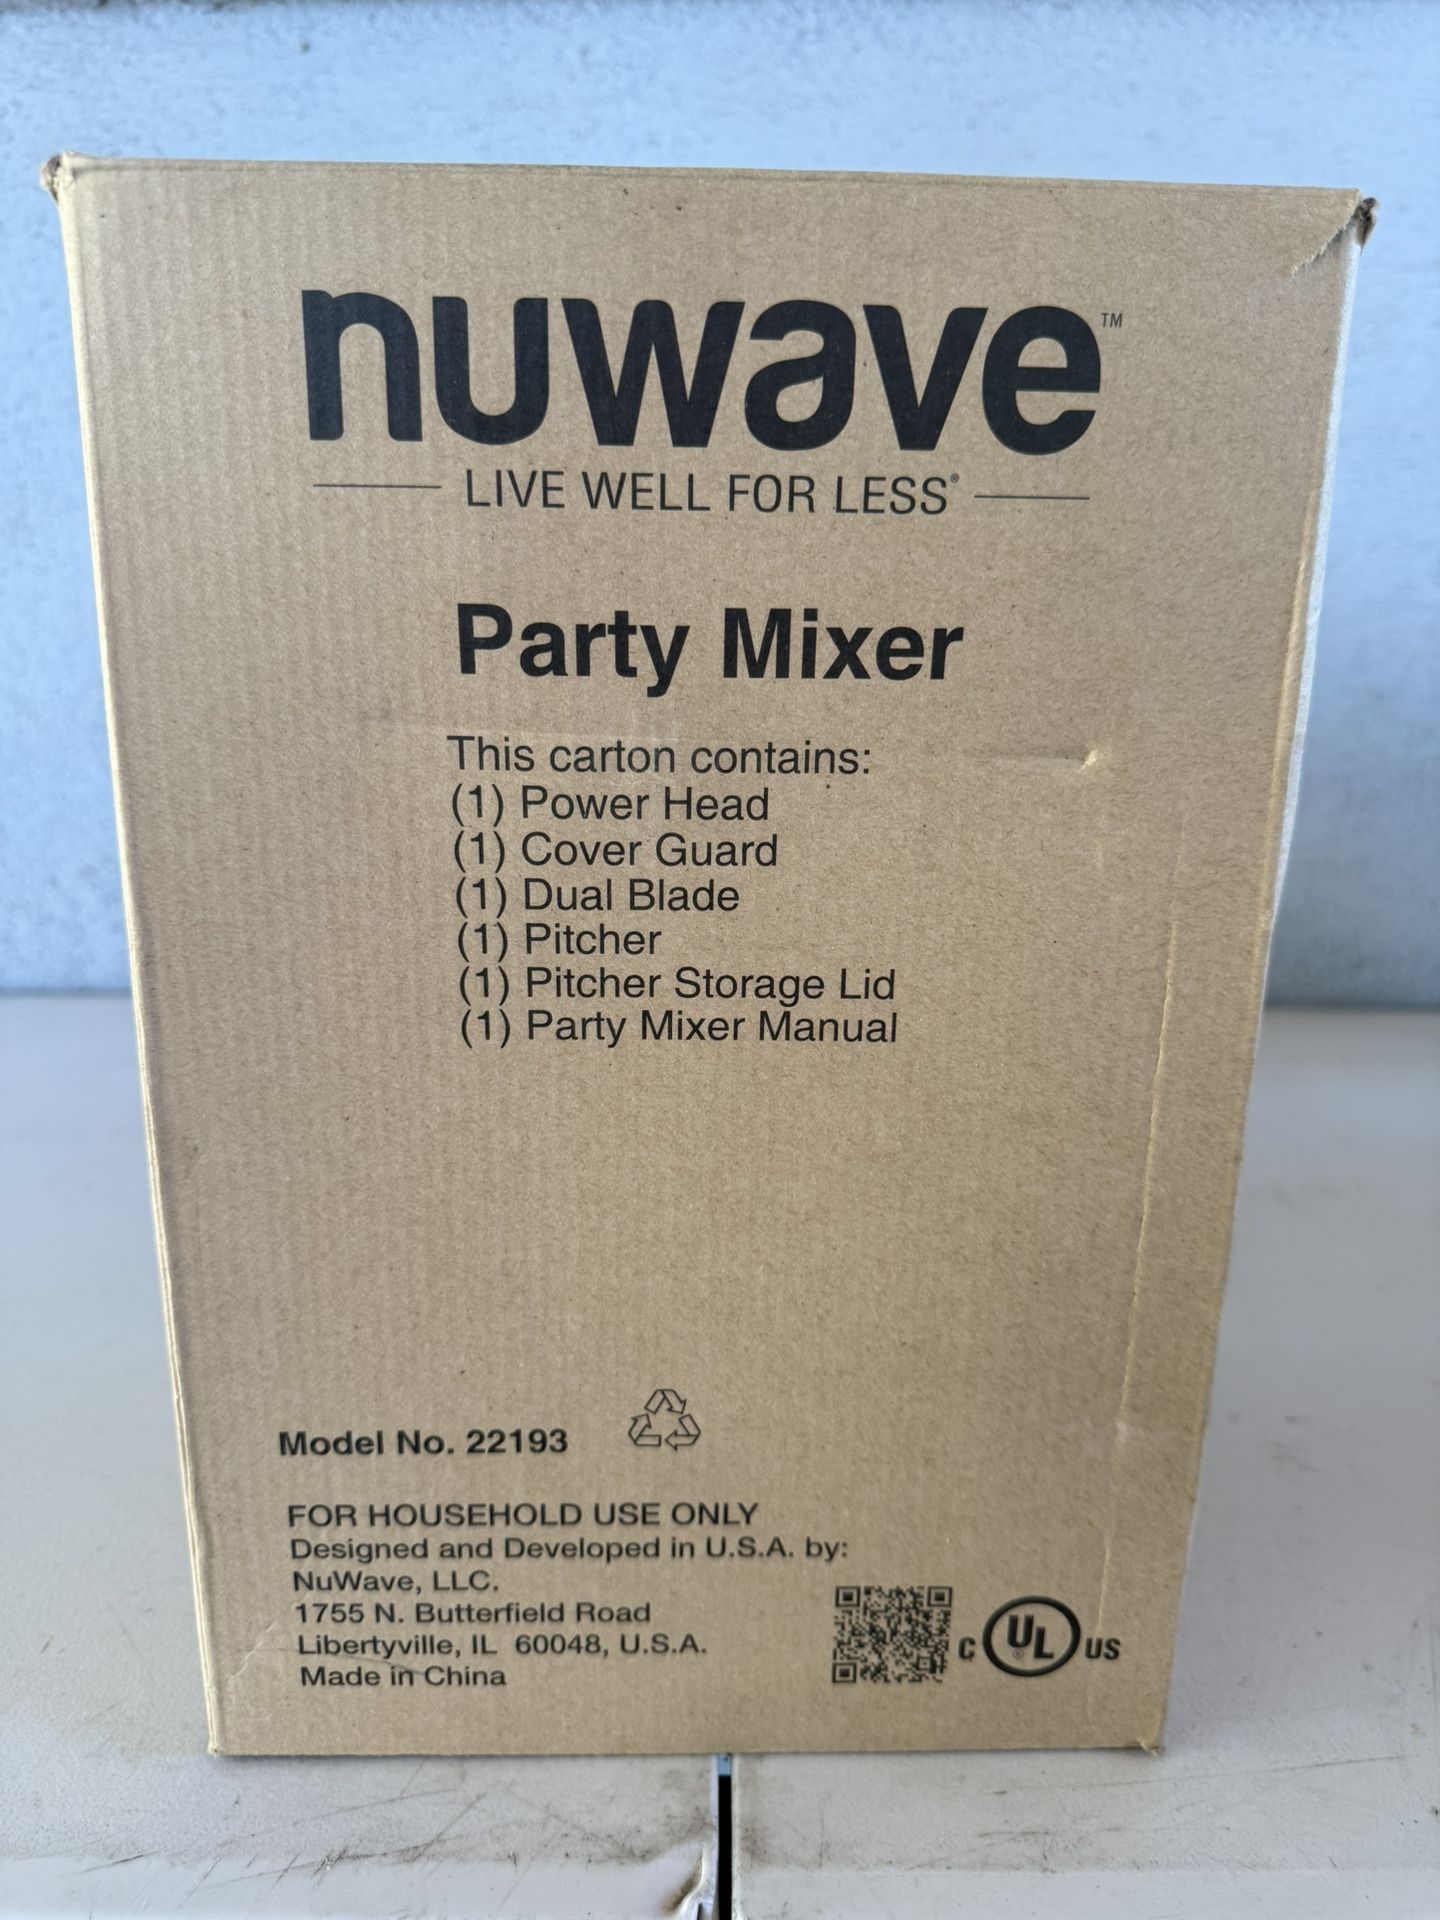 nuwave™
LIVE WELL FOR LESS®
Party Mixer
This carton contains:
(1) Power Head
(1) Cover Guard
(1) Dual Blade
(1) Pitcher
(1) Pitcher Storage Lid
(1) Party Mixer Manual
Model No. 22193
FOR HOUSEHOLD USE ONLY
Designed and Developed in U.S.A. by:
NuWave, LLC.
1755 N. Butterfield Road
Libertyville, IL 60048, U.S.A.
Made in China
C UL® US